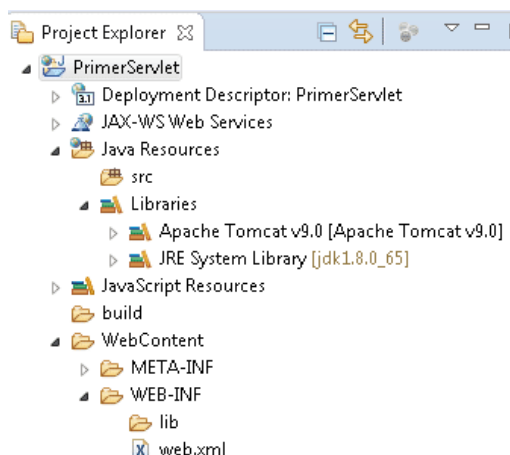 Project Explorer
PrimerServlet
3.1 Deployment Descriptor: PrimerServlet
JAX-WS Web Services
Java Resources
src
Libraries
Apache Tomcat v9.0 [Apache Tomcat v9.0]
JRE System Library [jdk1.8.0_65]
JavaScript Resources
build
WebContent
META-INF
WEB-INF
lib
X web.xml